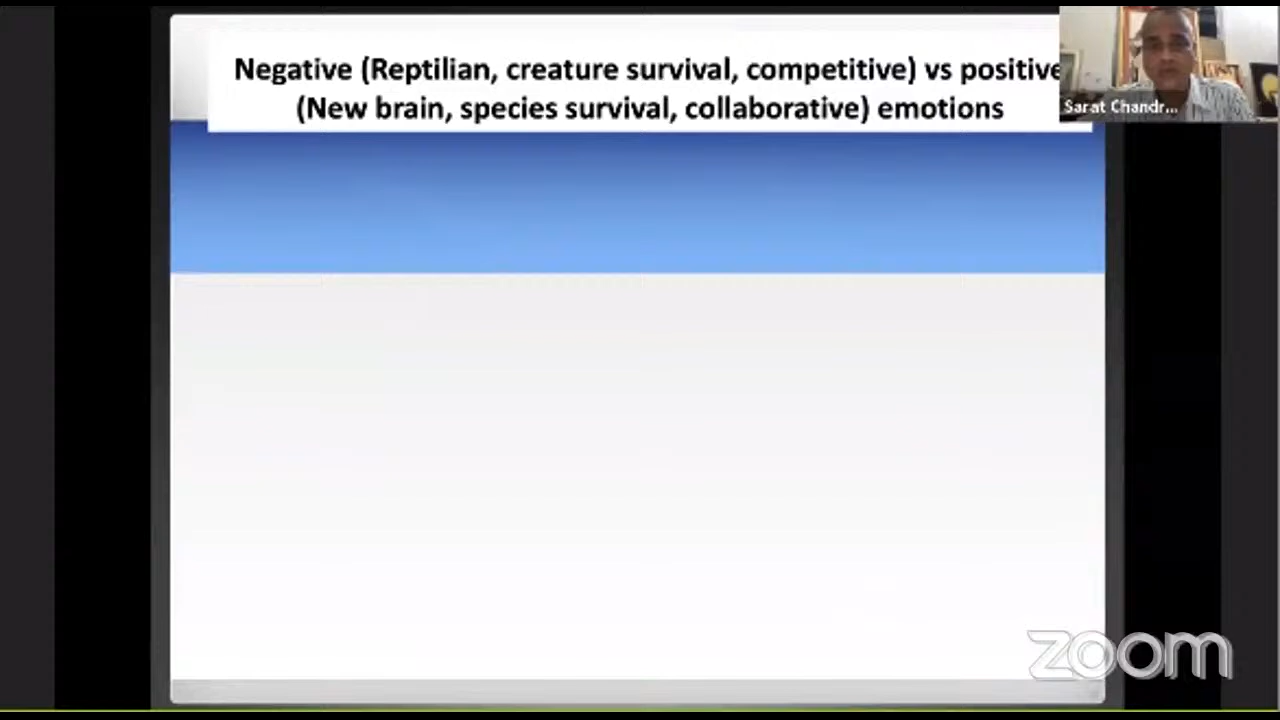 Negative (Reptilian, creature survival, competitive) vs positive
(New brain, species survival, collaborative) emotions
Sarat Chandr...
zoom